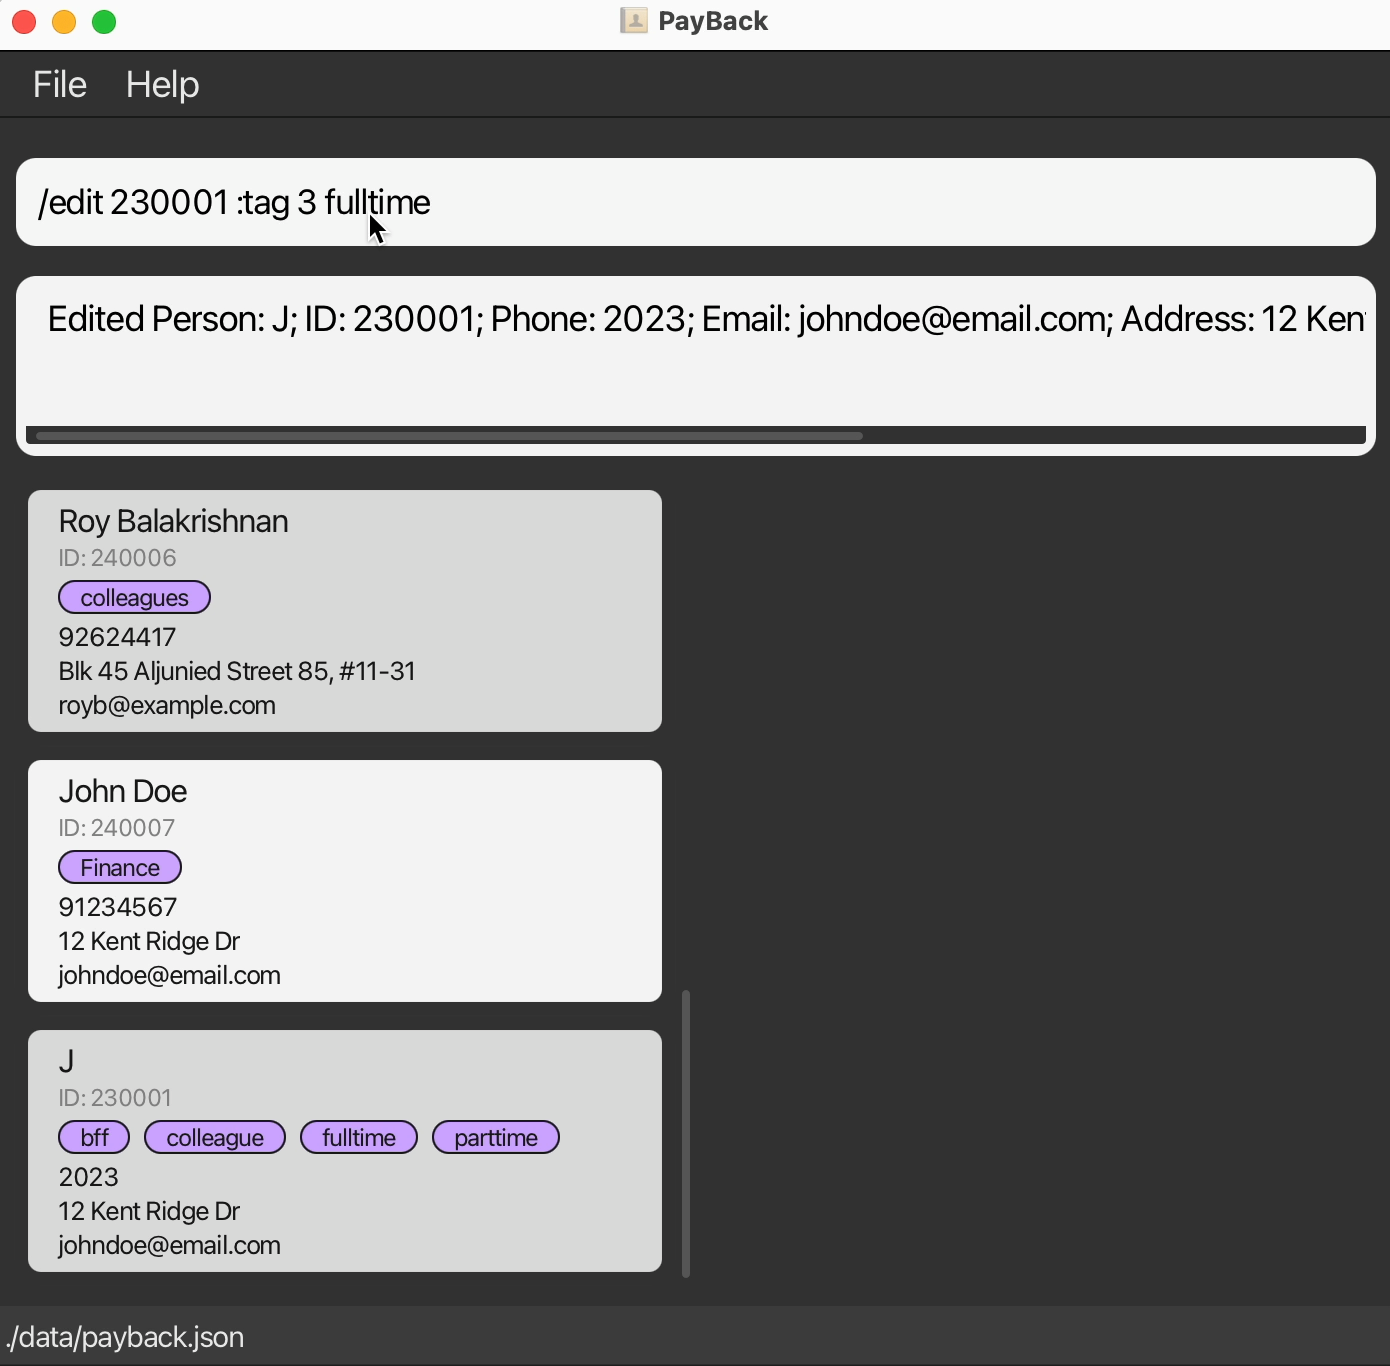 PayBack
File Help
/edit 230001 :tag 3 fulltime
Edited Person: J; ID: 230001; Phone: 2023; Email: johndoe@email.com; Address: 12 Kent
Roy Balakrishnan
ID: 240006
colleagues
92624417
Blk 45 Aljunied Street 85, #11-31
royb@example.com
John Doe
ID: 240007
Finance
91234567
12 Kent Ridge Dr
johndoe@email.com
J
ID: 230001
bff colleague fulltime parttime
2023
12 Kent Ridge Dr
johndoe@email.com
./data/payback.json